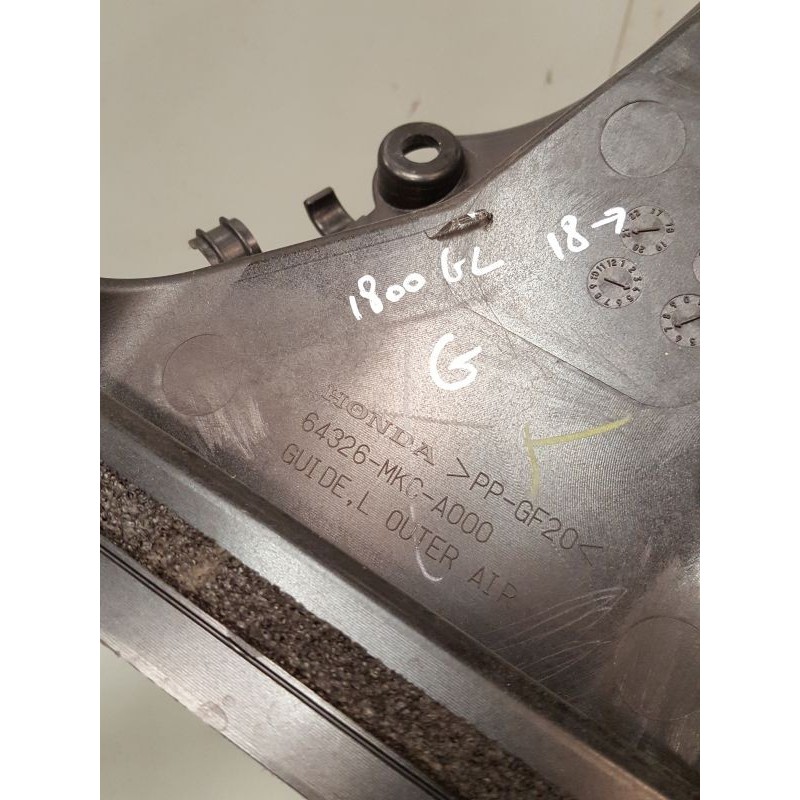 1800 GL 18→
G
HONDA >PP-GF20<
64326-MKC-A000
GUIDE, L OUTER AIR